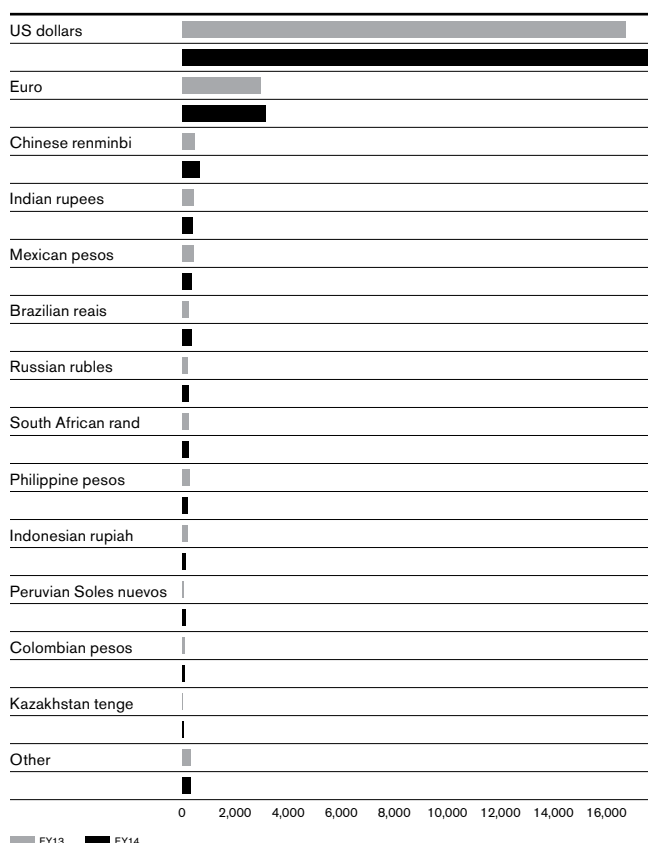 US dollars
Euro
Chinese renminbi
Indian rupees
Mexican pesos
Brazilian reais
Russian rubles
South African rand
Philippine pesos
Indonesian rupiah
Peruvian Soles nuevos
Colombian pesos
Kazakhstan tenge
Other
0 2,000 4,000 6,000 8,000 10,000 12,000 14,000 16,000
FY13 FY14